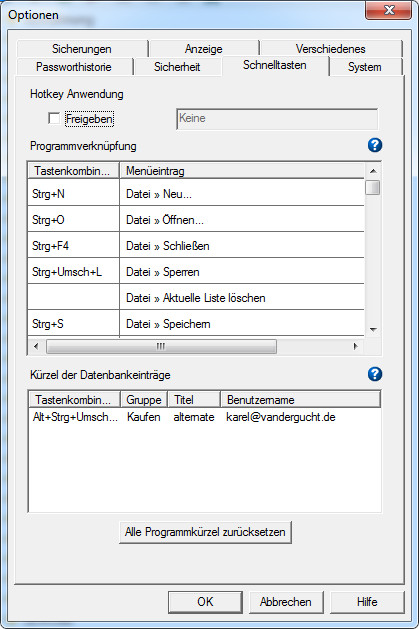 Optionen
Sicherungen Anzeige Verschiedenes
Passworthistorie Sicherheit Schnelltasten System
Hotkey Anwendung
Freigeben Keine
Programmverknüpfung
Tastenkombin... Menüeintrag
Strg+N Datei » Neu...
Strg+O Datei » Öffnen...
Strg+F4 Datei » Schließen
Strg+Umsch+L Datei » Sperren
Datei » Aktuelle Liste löschen
Strg+S Datei » Speichern
Kürzel der Datenbankeinträge
Tastenkombin... Gruppe Titel Benutzername
Alt+Strg+Umsch... Kaufen alternate karel@vandergucht.de
Alle Programmkürzel zurücksetzen
OK Abbrechen Hilfe